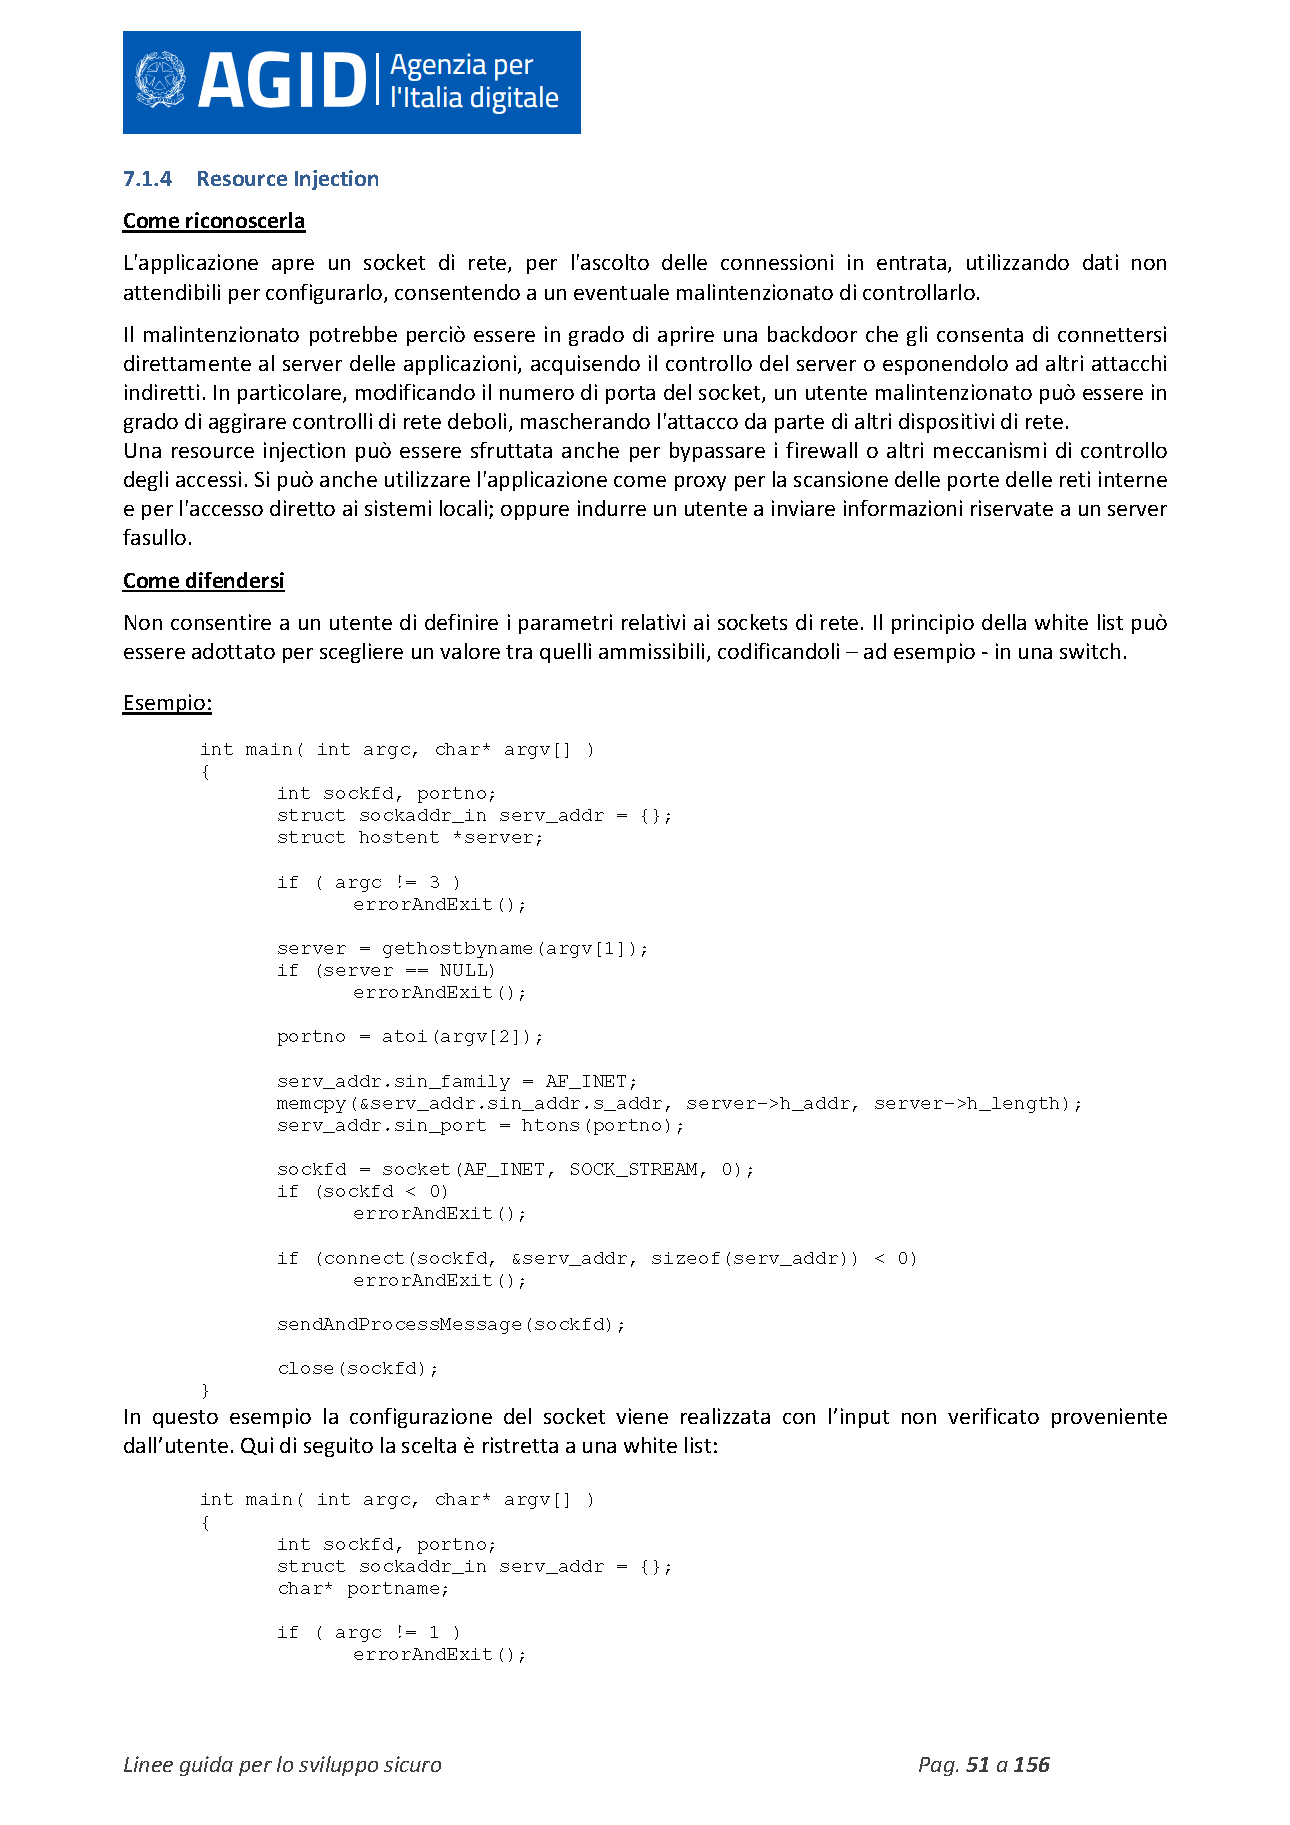 AGID
Agenzia per
l'Italia digitale
7.1.4 Resource Injection
Come riconoscerla
L'applicazione apre un socket di rete, per l'ascolto delle connessioni in entrata, utilizzando dati non
attendibili per configurarlo, consentendo a un eventuale malintenzionato di controllarlo.
Il malintenzionato potrebbe perciò essere in grado di aprire una backdoor che gli consenta di connettersi
direttamente al server delle applicazioni, acquisendo il controllo del server o esponendolo ad altri attacchi
indiretti. In particolare, modificando il numero di porta del socket, un utente malintenzionato può essere in
grado di aggirare controlli di rete deboli, mascherando l'attacco da parte di altri dispositivi di rete.
Una resource injection può essere sfruttata anche per bypassare i firewall o altri meccanismi di controllo
degli accessi. Si può anche utilizzare l'applicazione come proxy per la scansione delle porte delle reti interne
e per l'accesso diretto ai sistemi locali; oppure indurre un utente a inviare informazioni riservate a un server
fasullo.
Come difendersi
Non consentire a un utente di definire i parametri relativi ai sockets di rete. Il principio della white list può
essere adottato per scegliere un valore tra quelli ammissibili, codificandoli – ad esempio - in una switch.
Esempio:
int main( int argc, char* argv[] )
{
int sockfd, portno;
struct sockaddr_in serv_addr = {};
struct hostent *server;
if ( argc != 3 )
errorAndExit();
server = gethostbyname(argv[1]);
if (server == NULL)
errorAndExit();
portno = atoi(argv[2]);
serv_addr.sin_family = AF_INET;
memcpy(&serv_addr.sin_addr.s_addr, server->h_addr, server->h_length);
serv_addr.sin_port = htons(portno);
sockfd = socket(AF_INET, SOCK_STREAM, 0);
if (sockfd < 0)
errorAndExit();
if (connect(sockfd, &serv_addr, sizeof(serv_addr)) < 0)
errorAndExit();
sendAndProcessMessage(sockfd);
close(sockfd);
}
In questo esempio la configurazione del socket viene realizzata con l’input non verificato proveniente
dall’utente. Qui di seguito la scelta è ristretta a una white list:
int main( int argc, char* argv[] )
{
int sockfd, portno;
struct sockaddr_in serv_addr = {};
char* portname;
if ( argc != 1 )
errorAndExit();
Linee guida per lo sviluppo sicuro Pag. 51 a 156